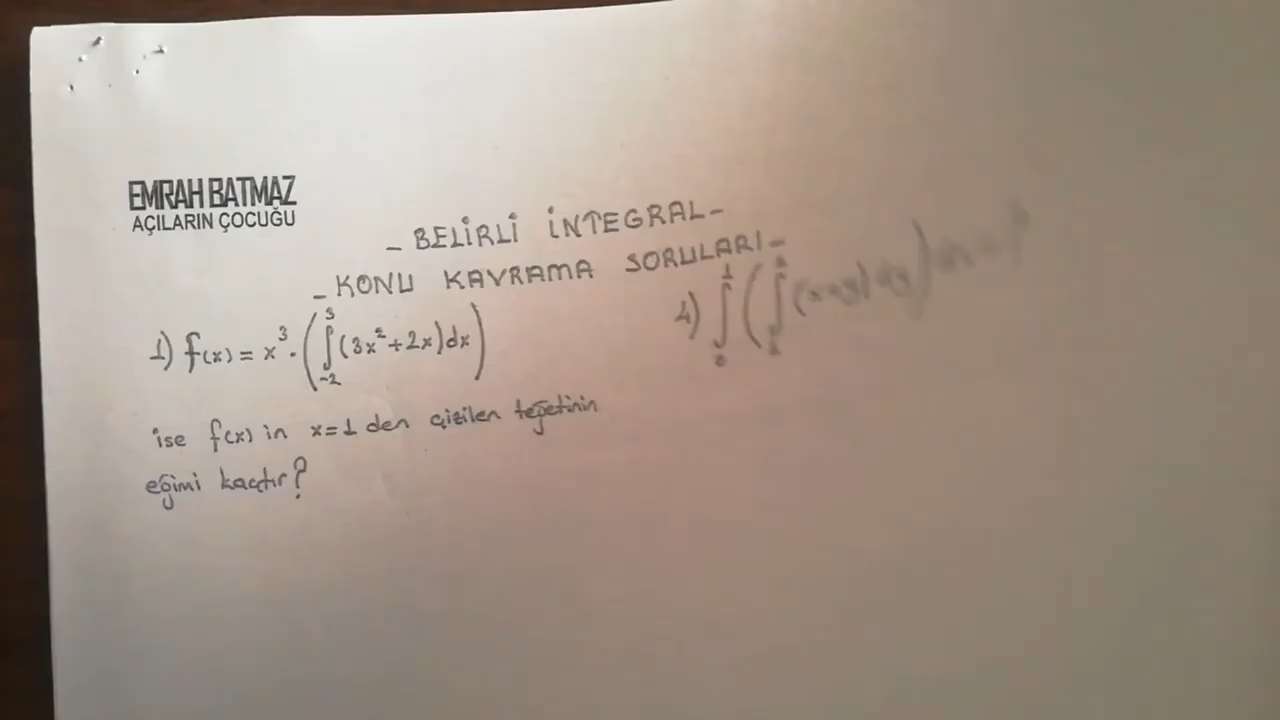 EMRAH BATMAZ
AÇILARIN ÇOCUĞU
- BELİRLİ İNTEGRAL -
- KONU KAVRAMA SORULARI -
1) f(x) = x³ · ( ∫₋₂³ (3x² + 2x)dx )
ise f(x) in x=1 den çizilen teğetinin
eğimi kaçtır?
4) ∫₀¹ ( ∫ (x+y) dy )